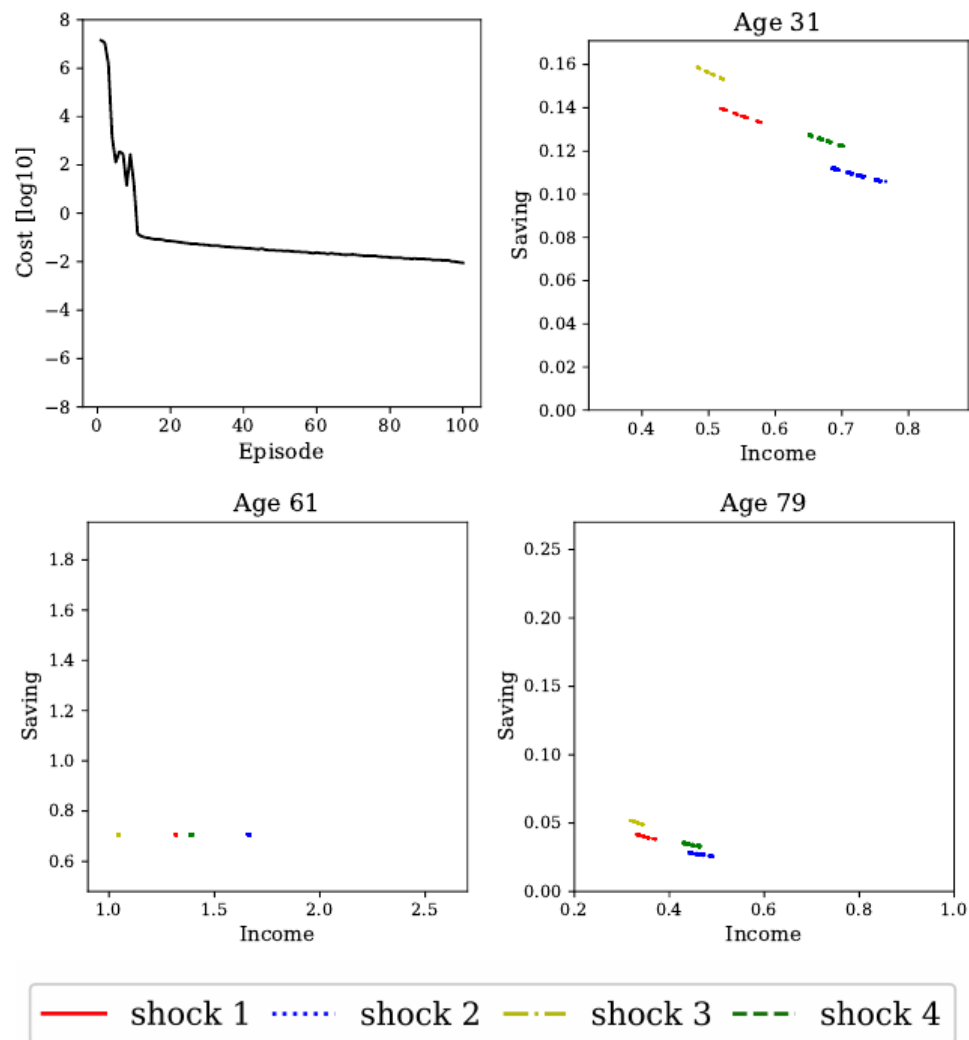 Cost [log10]
8
6
4
2
0
−2
−4
−6
−8
0 20 40 60 80 100
Episode
Age 31
Saving
0.16
0.14
0.12
0.10
0.08
0.06
0.04
0.02
0.00
0.4 0.5 0.6 0.7 0.8
Income
Age 61
Saving
1.8
1.6
1.4
1.2
1.0
0.8
0.6
1.0 1.5 2.0 2.5
Income
Age 79
Saving
0.25
0.20
0.15
0.10
0.05
0.00
0.2 0.4 0.6 0.8 1.0
Income
shock 1 shock 2 shock 3 shock 4